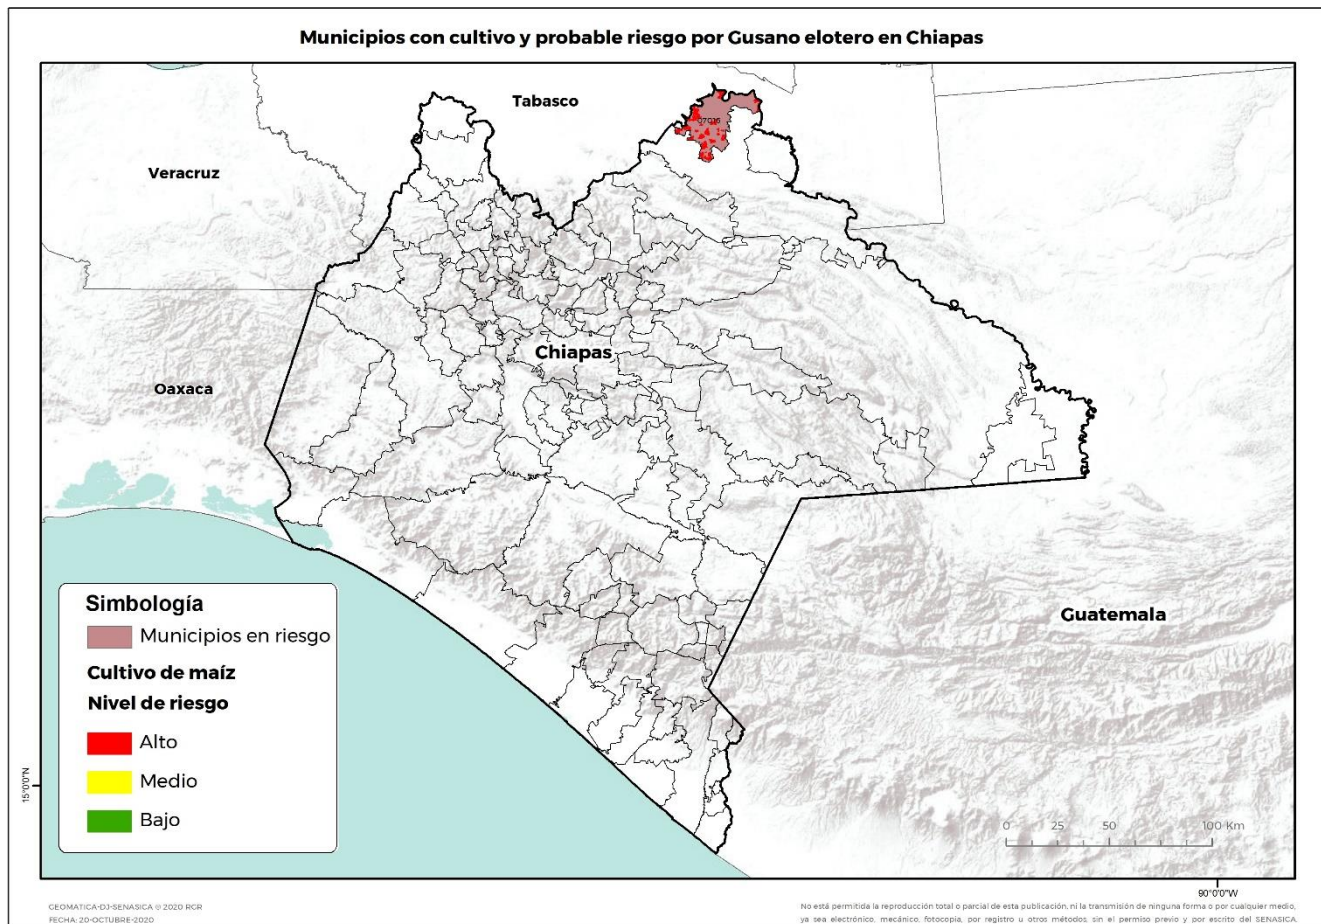 Municipios con cultivo y probable riesgo por Gusano elotero en Chiapas
Tabasco
07016
Veracruz
Chiapas
Oaxaca
Guatemala
Simbología
Municipios en riesgo
Cultivo de maíz
Nivel de riesgo
Alto
Medio
Bajo
15°0'0"N
0 25 50 100 Km
90°0'0"W
GEOMATICA-DJ-SENASICA © 2020 RGR
FECHA: 20-OCTUBRE-2020
No está permitida la reproducción total o parcial de esta publicación, ni la transmisión de ninguna forma o por cualquier medio,
ya sea electrónico, mecánico, fotocopia, por registro u otros métodos, sin el permiso previo y por escrito del SENASICA.